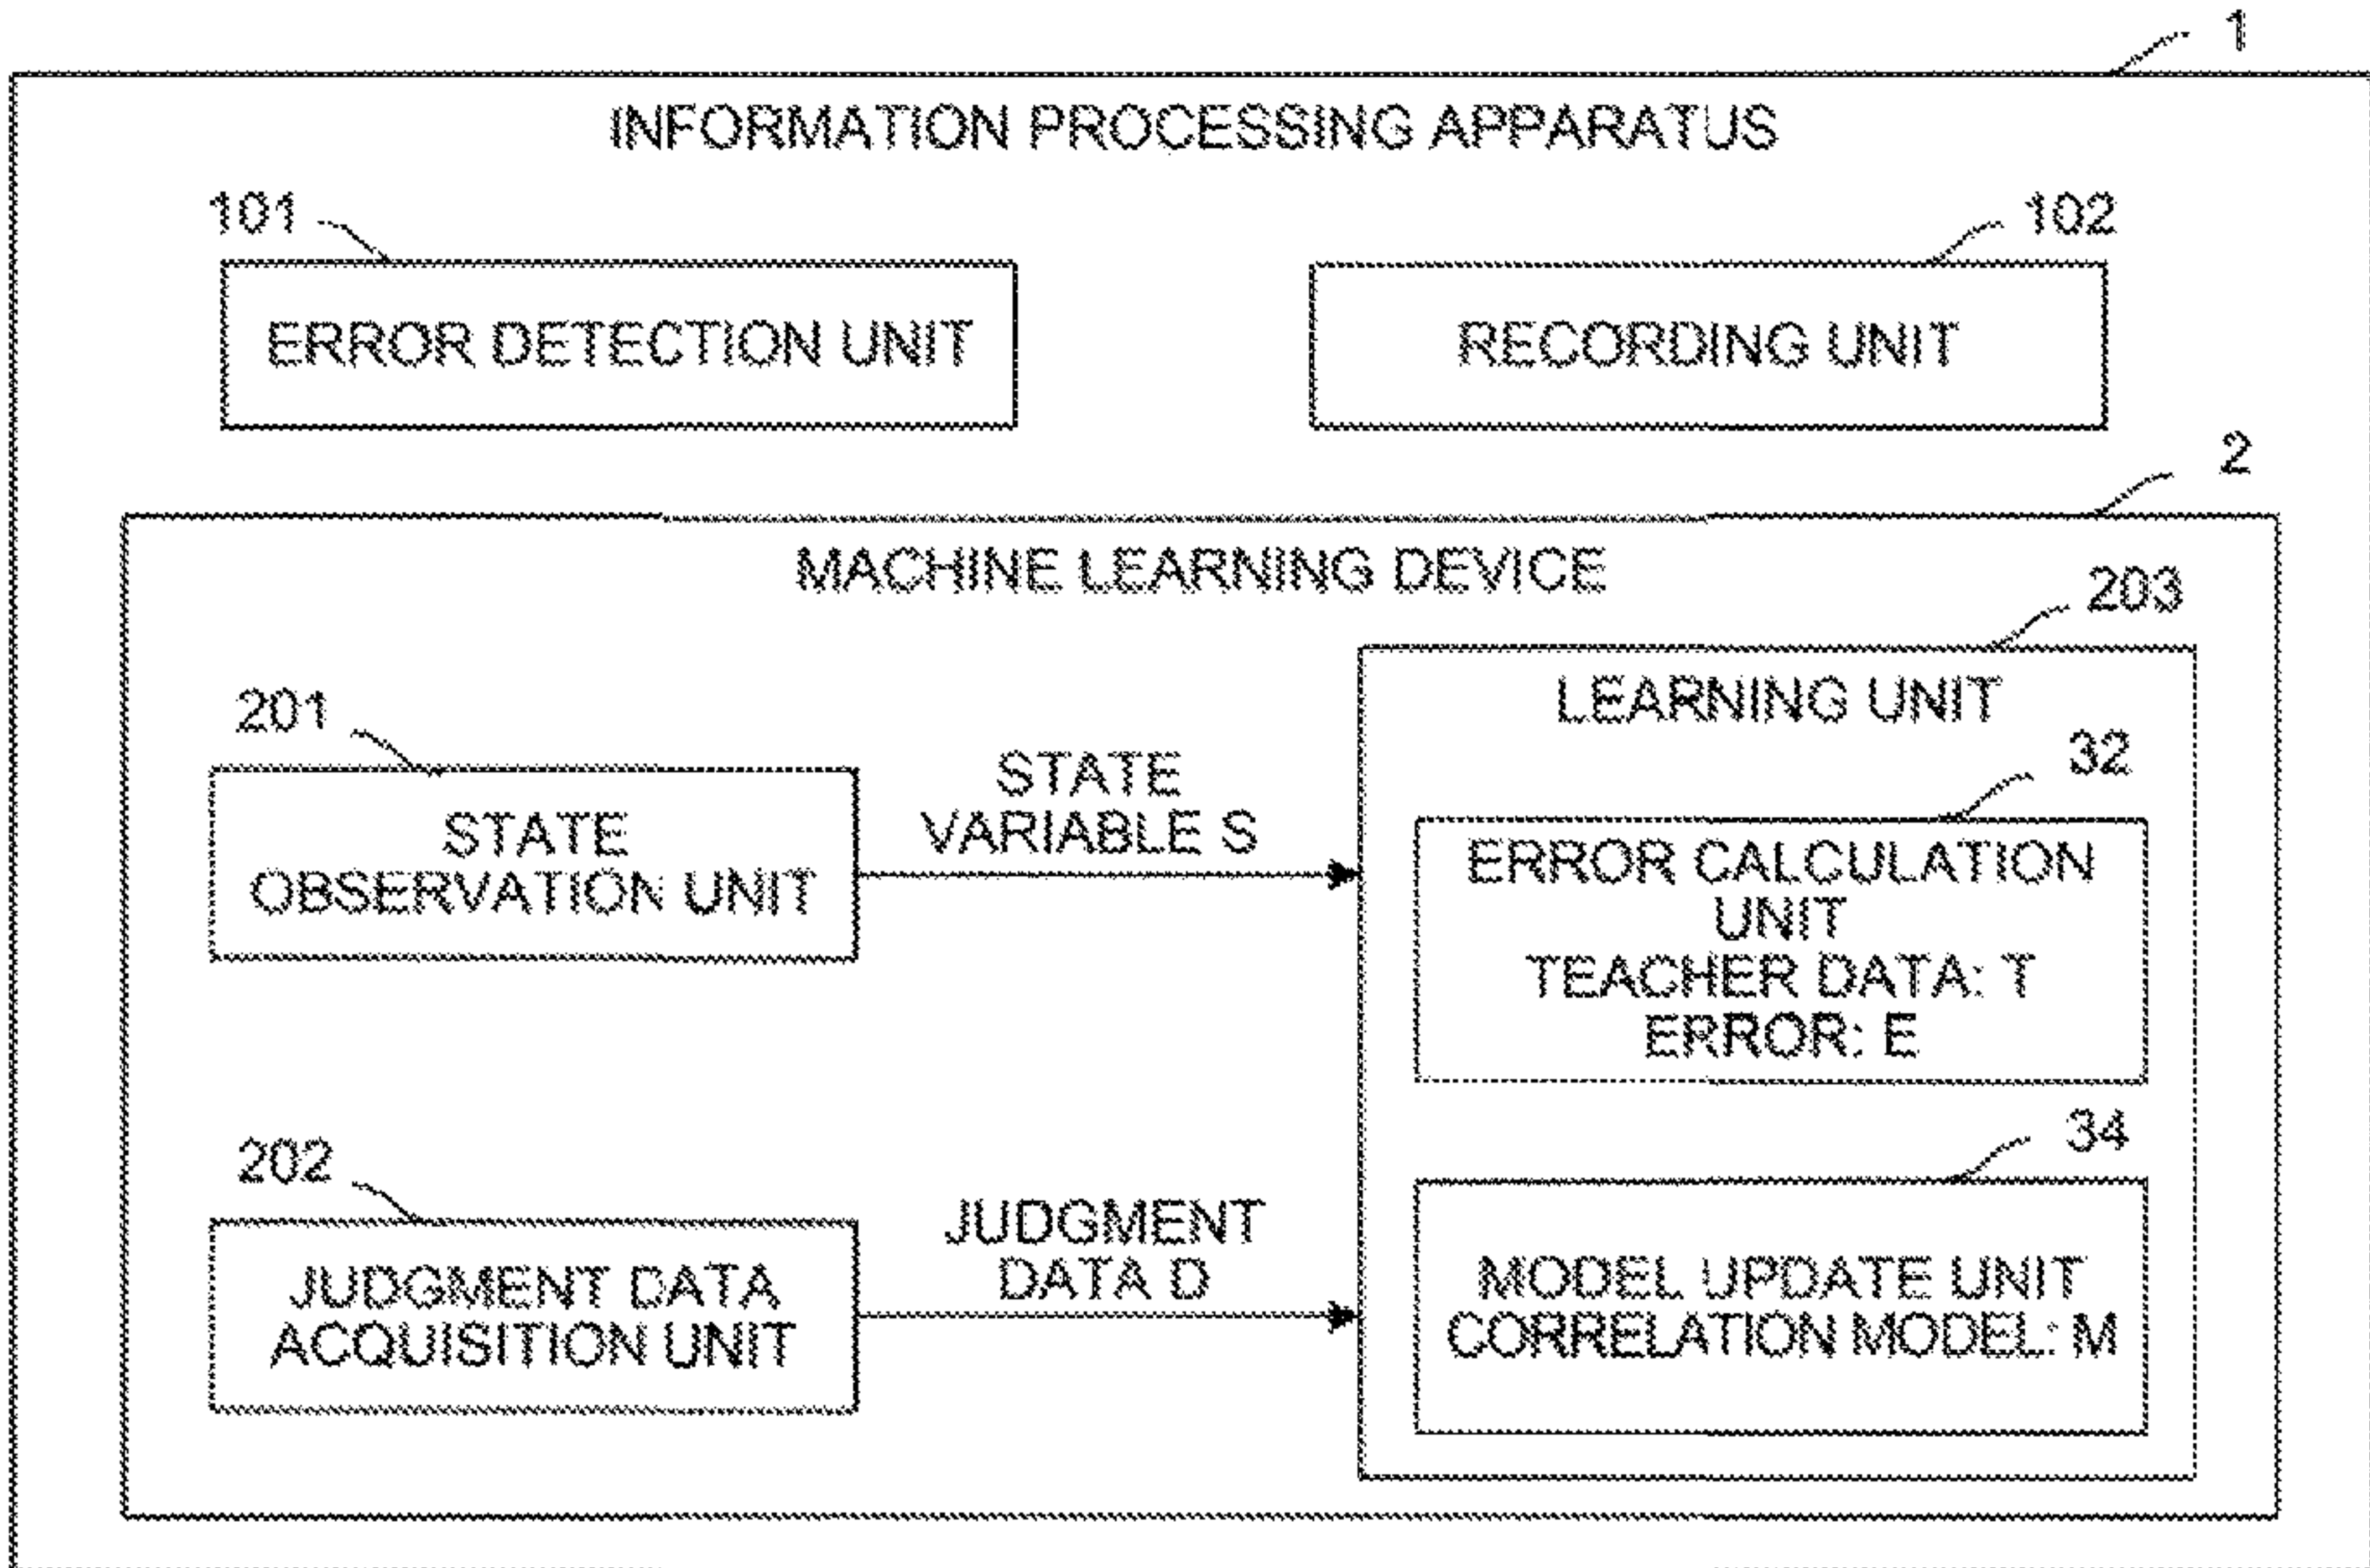 1
INFORMATION PROCESSING APPARATUS
101
102
ERROR DETECTION UNIT
RECORDING UNIT
2
MACHINE LEARNING DEVICE
203
LEARNING UNIT
201
STATE
OBSERVATION UNIT
STATE
VARIABLE S
32
ERROR CALCULATION
UNIT
TEACHER DATA: T
ERROR: E
202
JUDGMENT DATA
ACQUISITION UNIT
JUDGMENT
DATA D
34
MODEL UPDATE UNIT
CORRELATION MODEL: M